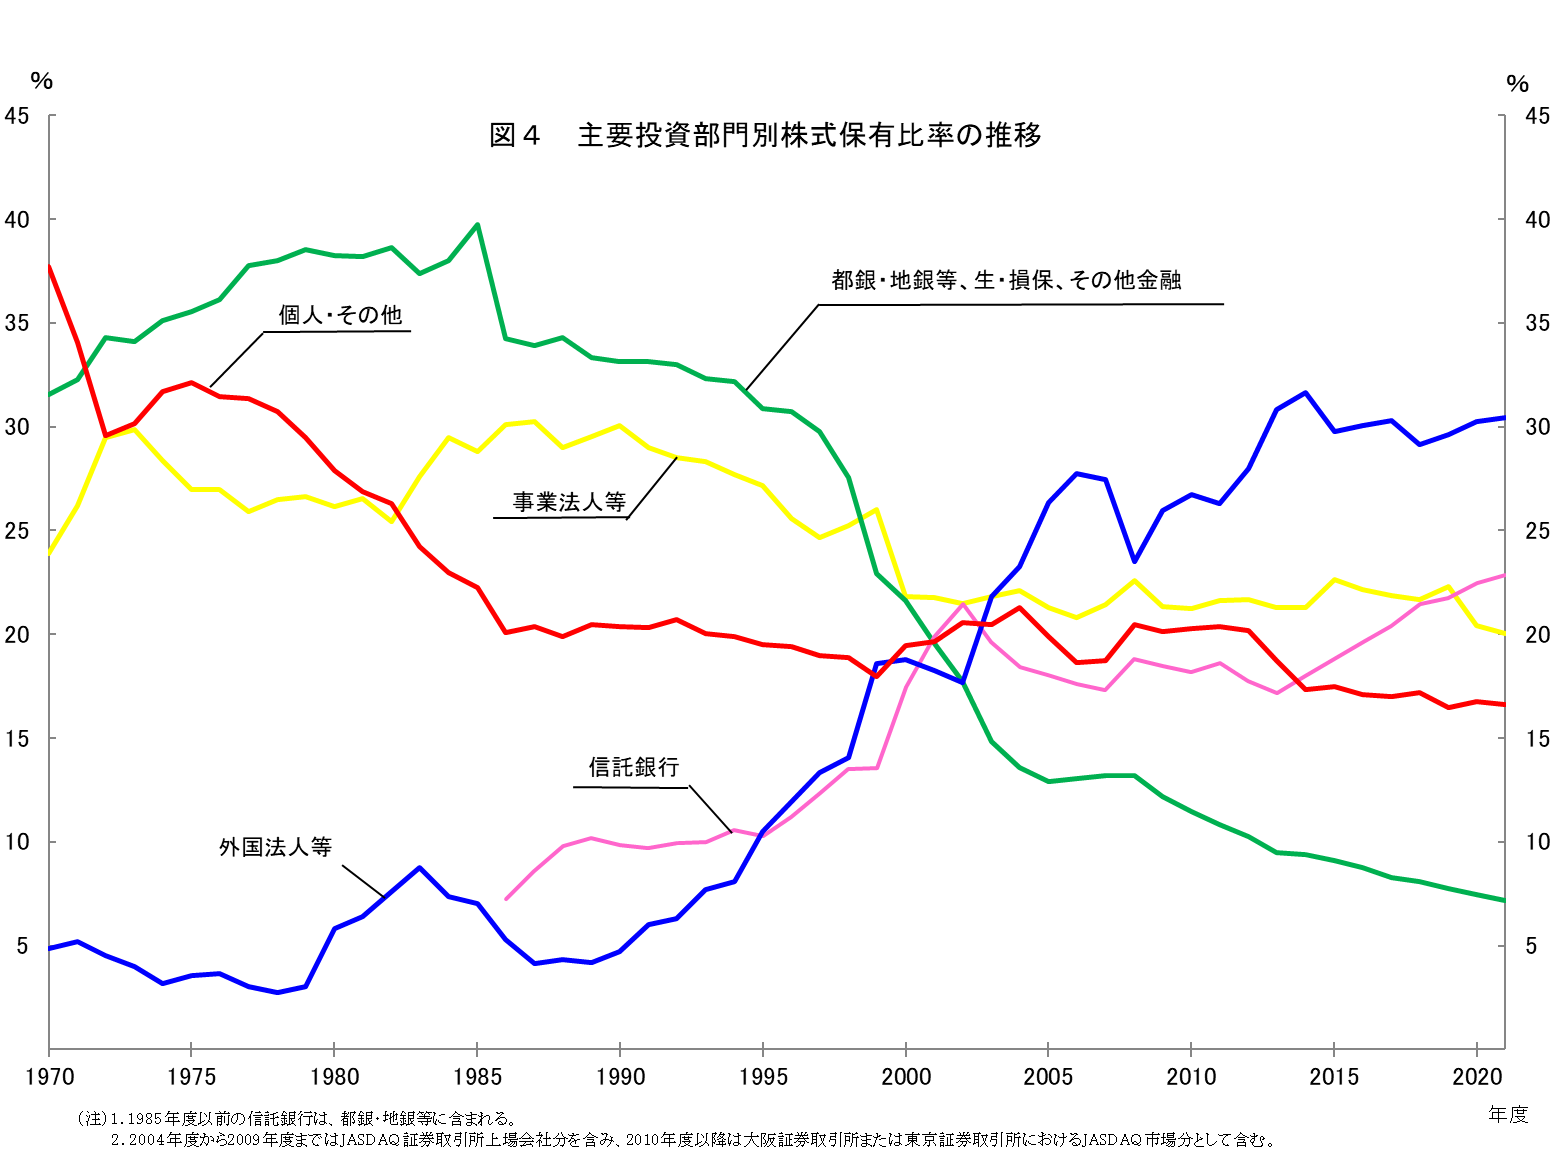 %
%
図４　主要投資部門別株式保有比率の推移
45
40
35
30
25
20
15
10
5
45
40
35
30
25
20
15
10
5
都銀・地銀等、生・損保、その他金融
個人・その他
事業法人等
信託銀行
外国法人等
1970 1975 1980 1985 1990 1995 2000 2005 2010 2015 2020
年度
（注）1.1985年度以前の信託銀行は、都銀・地銀等に含まれる。
2.2004年度から2009年度まではJASDAQ証券取引所上場会社分を含み、2010年度以降は大阪証券取引所または東京証券取引所におけるJASDAQ市場分として含む。